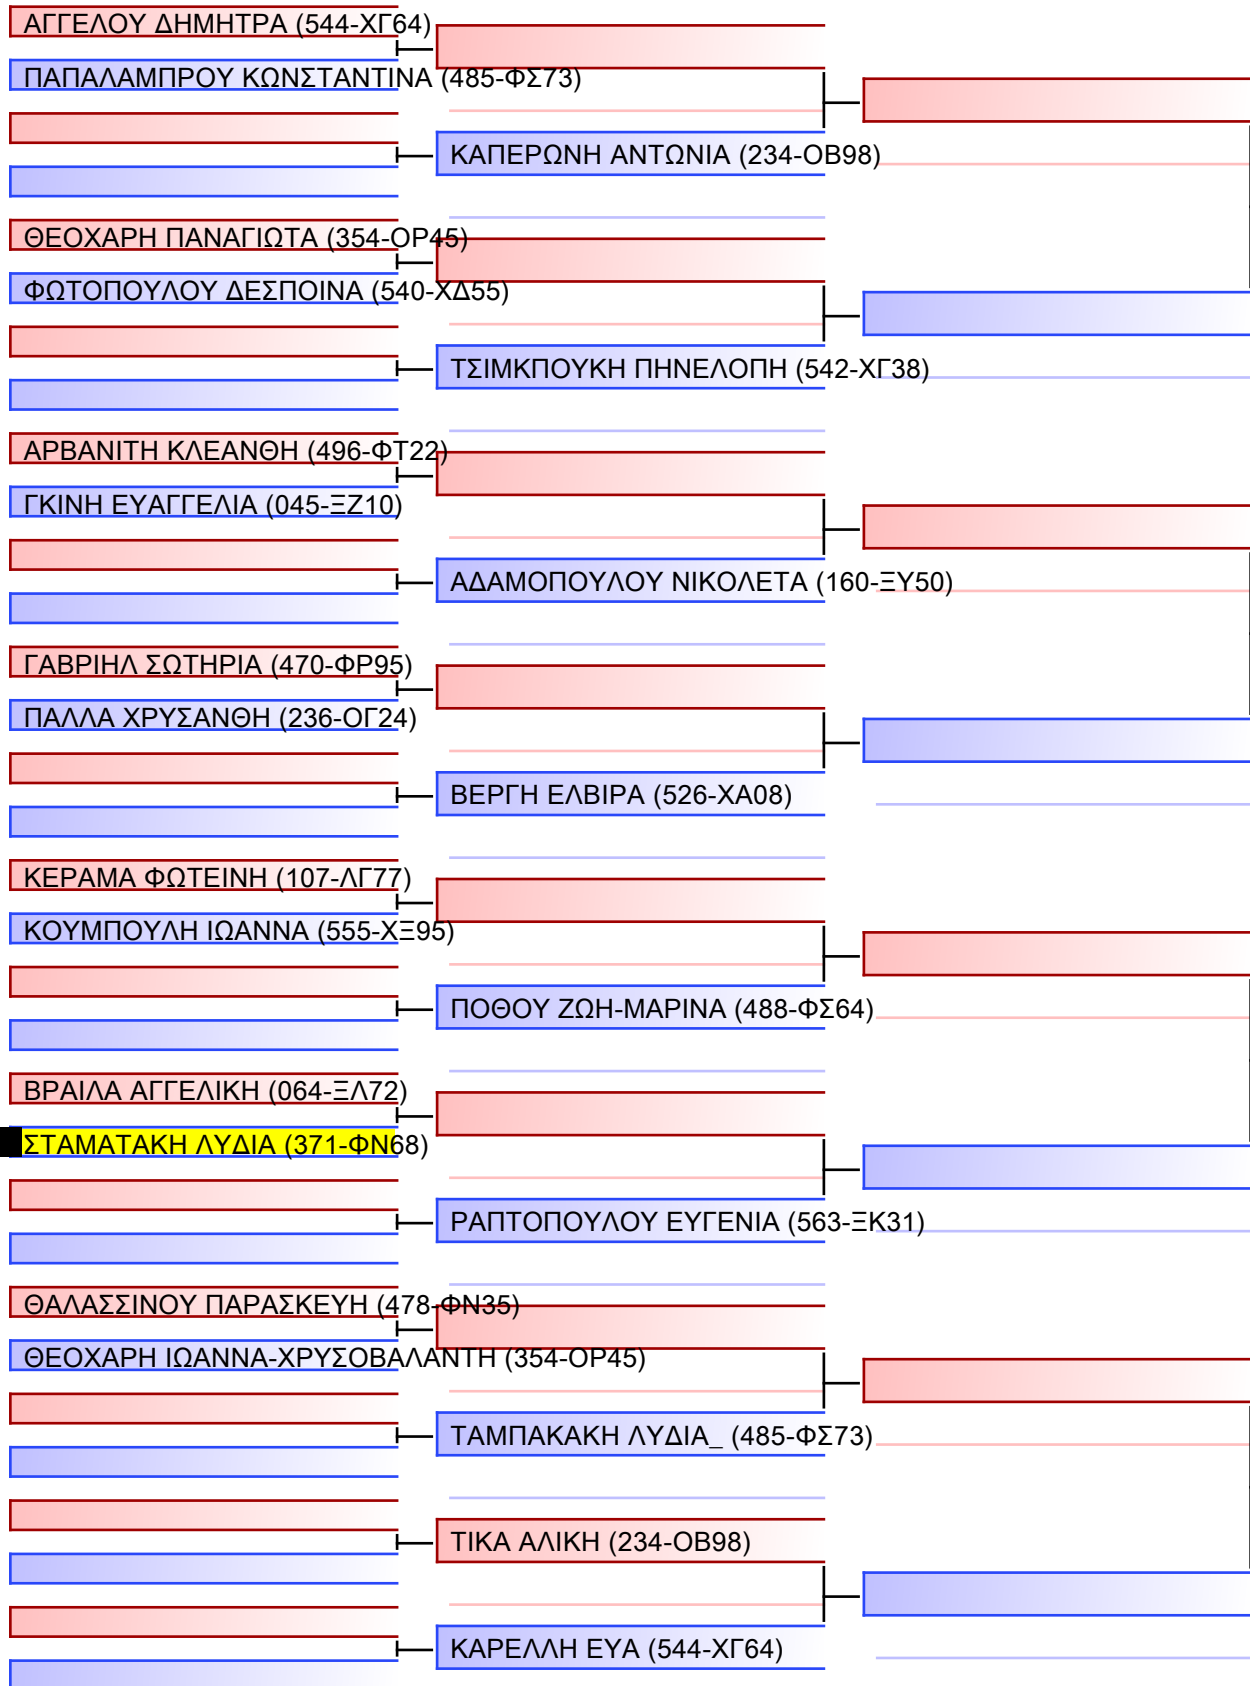 ΑΓΓΕΛΟΥ ΔΗΜΗΤΡΑ (544-ΧΓ64)
ΠΑΠΑΛΑΜΠΡΟΥ ΚΩΝΣΤΑΝΤΙΝΑ (485-ΦΣ73)
ΚΑΠΕΡΩΝΗ ΑΝΤΩΝΙΑ (234-ΟΒ98)
ΘΕΟΧΑΡΗ ΠΑΝΑΓΙΩΤΑ (354-ΟΡ45)
ΦΩΤΟΠΟΥΛΟΥ ΔΕΣΠΟΙΝΑ (540-ΧΔ55)
ΤΣΙΜΚΠΟΥΚΗ ΠΗΝΕΛΟΠΗ (542-ΧΓ38)
ΑΡΒΑΝΙΤΗ ΚΛΕΑΝΘΗ (496-ΦΤ22)
ΓΚΙΝΗ ΕΥΑΓΓΕΛΙΑ (045-ΞΖ10)
ΑΔΑΜΟΠΟΥΛΟΥ ΝΙΚΟΛΕΤΑ (160-ΞΥ50)
ΓΑΒΡΙΗΛ ΣΩΤΗΡΙΑ (470-ΦΡ95)
ΠΑΛΛΑ ΧΡΥΣΑΝΘΗ (236-ΟΓ24)
ΒΕΡΓΗ ΕΛΒΙΡΑ (526-ΧΑ08)
ΚΕΡΑΜΑ ΦΩΤΕΙΝΗ (107-ΛΓ77)
ΚΟΥΜΠΟΥΛΗ ΙΩΑΝΝΑ (555-ΧΞ95)
ΠΟΘΟΥ ΖΩΗ-ΜΑΡΙΝΑ (488-ΦΣ64)
ΒΡΑΙΛΑ ΑΓΓΕΛΙΚΗ (064-ΞΛ72)
ΣΤΑΜΑΤΑΚΗ ΛΥΔΙΑ (371-ΦΝ68)
ΡΑΠΤΟΠΟΥΛΟΥ ΕΥΓΕΝΙΑ (563-ΞΚ31)
ΘΑΛΑΣΣΙΝΟΥ ΠΑΡΑΣΚΕΥΗ (478-ΦΝ35)
ΘΕΟΧΑΡΗ ΙΩΑΝΝΑ-ΧΡΥΣΟΒΑΛΑΝΤΗ (354-ΟΡ45)
ΤΑΜΠΑΚΑΚΗ ΛΥΔΙΑ_ (485-ΦΣ73)
ΤΙΚΑ ΑΛΙΚΗ (234-ΟΒ98)
ΚΑΡΕΛΛΗ ΕΥΑ (544-ΧΓ64)